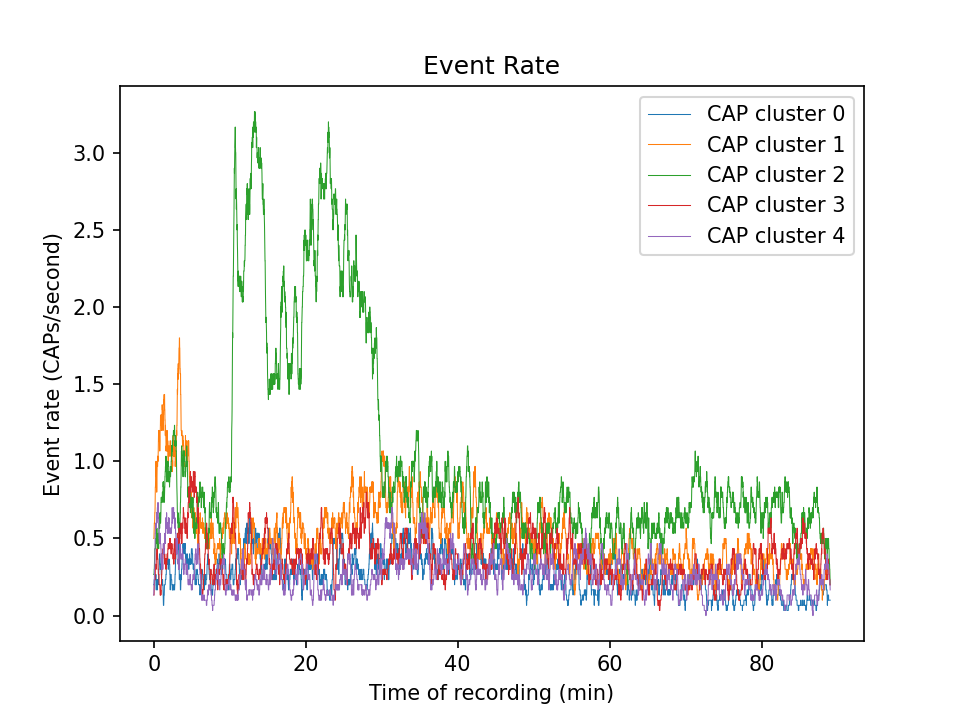 Event Rate
CAP cluster 0
CAP cluster 1
CAP cluster 2
CAP cluster 3
CAP cluster 4
Event rate (CAPs/second)
3.0
2.5
2.0
1.5
1.0
0.5
0.0
0 20 40 60 80
Time of recording (min)